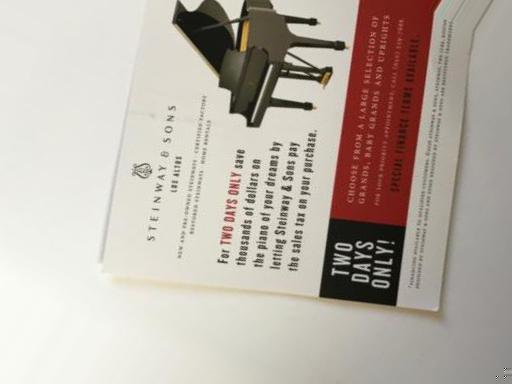 STEINWAY & SONS
LOS ALTOS
NEW AND PRE-OWNED STEINWAYS · CERTIFIED FACTORY
RESTORED STEINWAYS · HOME RENTALS
For TWO DAYS ONLY save
thousands of dollars on
the piano of your dreams by
letting Steinway & Sons pay
the sales tax on your purchase.
TWO
DAYS
ONLY!
CHOOSE FROM A LARGE SELECTION OF
GRANDS, BABY GRANDS AND UPRIGHTS
FOR YOUR PRIORITY APPOINTMENT, CALL
SPECIAL FINANCE TERMS AVAILABLE.